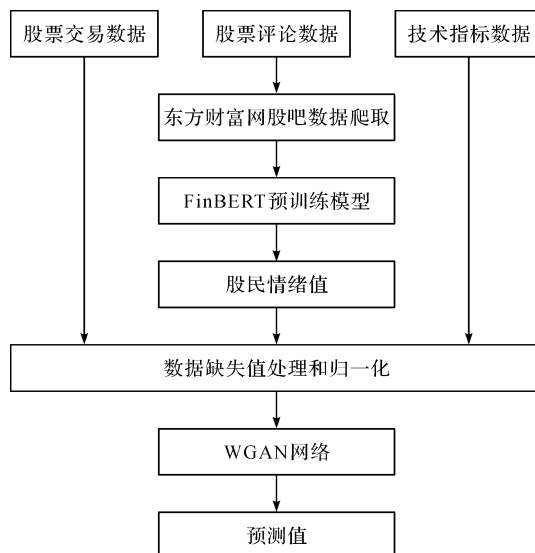 股票交易数据
股票评论数据
技术指标数据
东方财富网股吧数据爬取
FinBERT预训练模型
股民情绪值
数据缺失值处理和归一化
WGAN网络
预测值